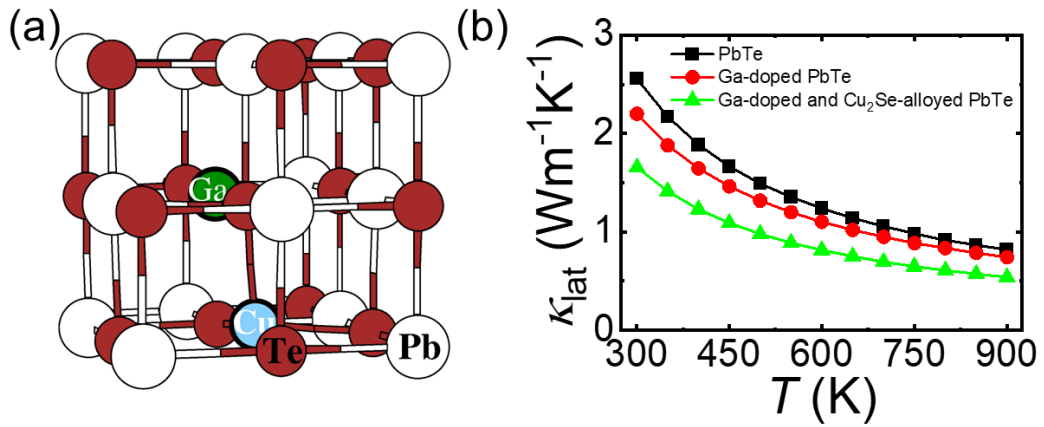 (a)
Ga
Cu
Te
Pb
(b)
κlat (Wm⁻¹K⁻¹)
3
2
1
0
PbTe
Ga-doped PbTe
Ga-doped and Cu₂Se-alloyed PbTe
300 450 600 750 900
T (K)